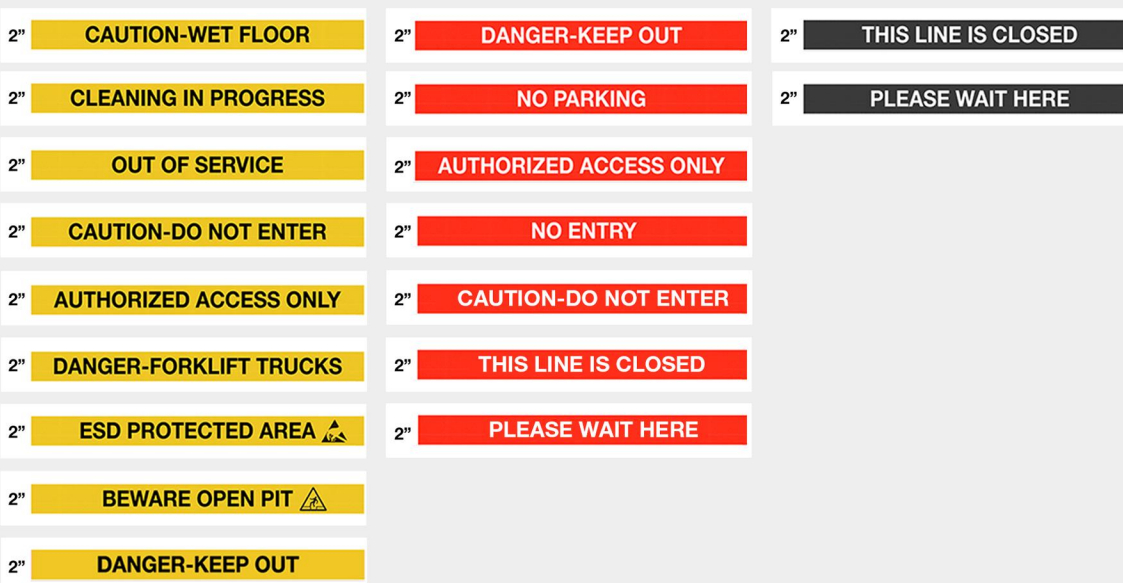 2” CAUTION-WET FLOOR
2” CLEANING IN PROGRESS
2” OUT OF SERVICE
2” CAUTION-DO NOT ENTER
2” AUTHORIZED ACCESS ONLY
2” DANGER-FORKLIFT TRUCKS
2” ESD PROTECTED AREA
2” BEWARE OPEN PIT
2” DANGER-KEEP OUT
2” DANGER-KEEP OUT
2” NO PARKING
2” AUTHORIZED ACCESS ONLY
2” NO ENTRY
2” CAUTION-DO NOT ENTER
2” THIS LINE IS CLOSED
2” PLEASE WAIT HERE
2” THIS LINE IS CLOSED
2” PLEASE WAIT HERE